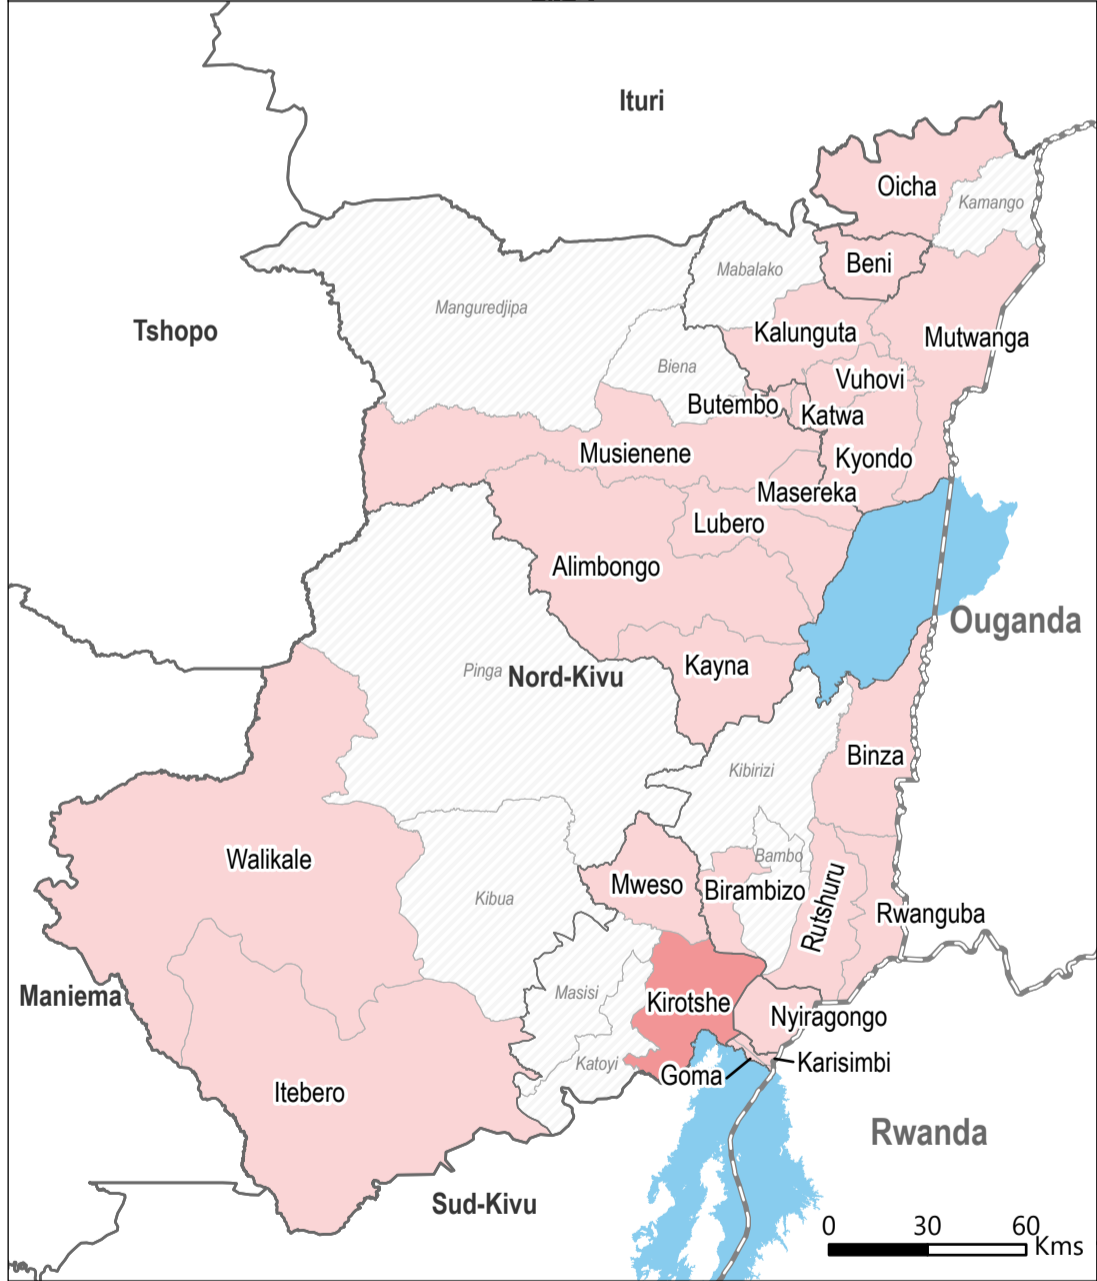 Ituri
Oicha
Kamango
Beni
Mabalako
Manguredjipa
Tshopo
Kalunguta
Mutwanga
Biena
Vuhovi
Butembo
Katwa
Musienene
Kyondo
Masereka
Lubero
Alimbongo
Ouganda
Kayna
Pinga
Nord-Kivu
Binza
Kibirizi
Walikale
Bambo
Mweso
Birambizo
Kibua
Rutshuru
Rwanguba
Maniema
Masisi
Kirotshe
Nyiragongo
Katoyi
Goma
Karisimbi
Itebero
Rwanda
Sud-Kivu
0 30 60
Kms